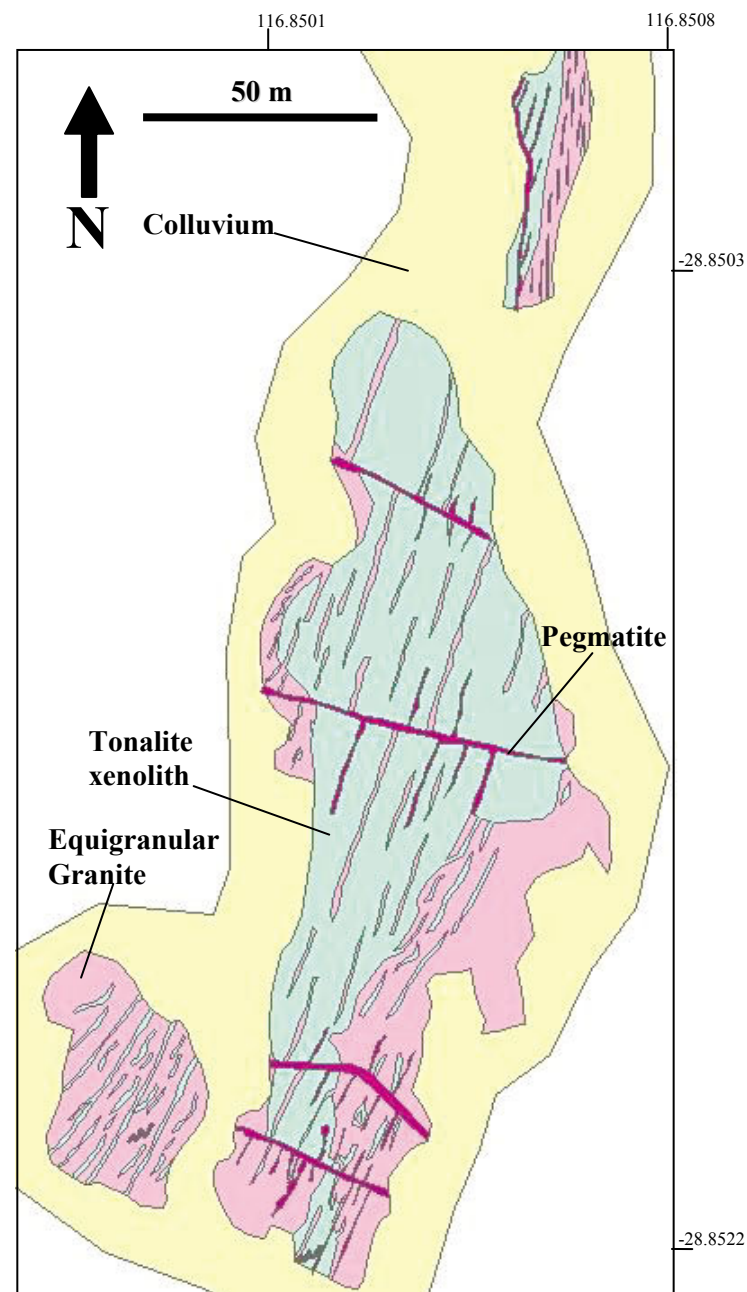 116.8501
116.8508
50 m
N
Colluvium
-28.8503
Pegmatite
Tonalite
xenolith
Equigranular
Granite
-28.8522